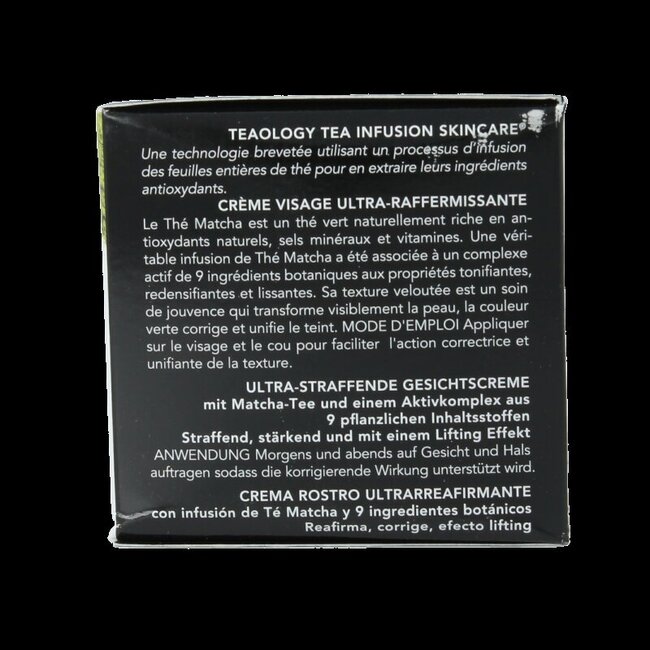 TEAOLOGY TEA INFUSION SKINCARE®
Une technologie brevetée utilisant un processus d'infusion
des feuilles entières de thé pour en extraire leurs ingrédients
antioxydants.
CRÈME VISAGE ULTRA-RAFFERMISSANTE
Le Thé Matcha est un thé vert naturellement riche en an-
tioxydants naturels, sels minéraux et vitamines. Une véri-
table infusion de Thé Matcha a été associée à un complexe
actif de 9 ingrédients botaniques aux propriétés tonifiantes,
redensifiantes et lissantes. Sa texture veloutée est un soin
de jouvence qui transforme visiblement la peau, la couleur
verte corrige et unifie le teint. MODE D'EMPLOI Appliquer
sur le visage et le cou pour faciliter l'action correctrice et
unifiante de la texture.
ULTRA-STRAFFENDE GESICHTSCREME
mit Matcha-Tee und einem Aktivkomplex aus
9 pflanzlichen Inhaltsstoffen
Straffend, stärkend und mit einem Lifting Effekt
ANWENDUNG Morgens und abends auf Gesicht und Hals
auftragen sodass die korrigierende Wirkung unterstützt wird.
CREMA ROSTRO ULTRARREAFIRMANTE
con infusión de Té Matcha y 9 ingredientes botánicos
Reafirma, corrige, efecto lifting